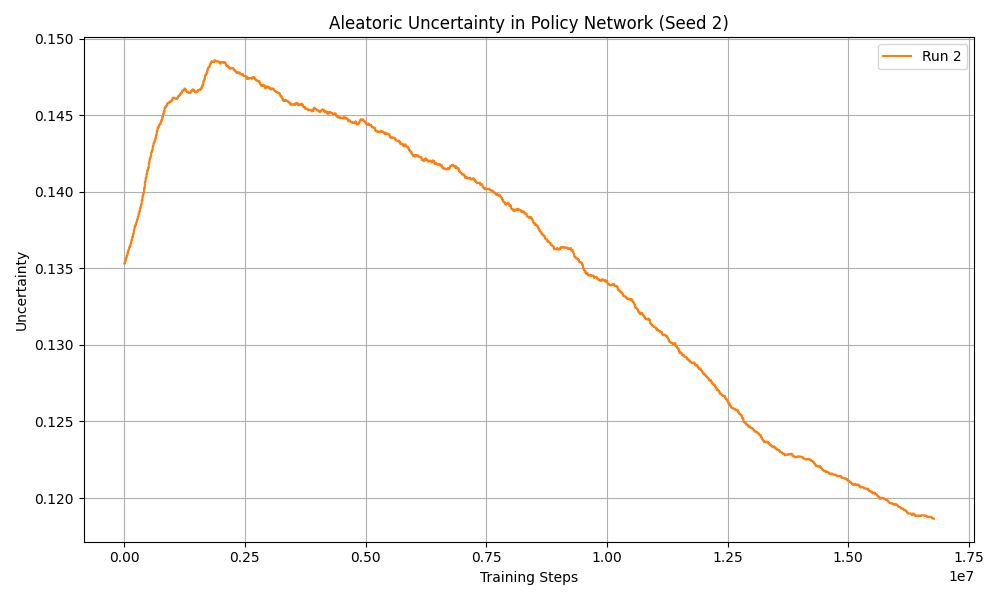 Aleatoric Uncertainty in Policy Network (Seed 2)
Run 2
Uncertainty
0.150
0.145
0.140
0.135
0.130
0.125
0.120
0.00 0.25 0.50 0.75 1.00 1.25 1.50 1.75
1e7
Training Steps